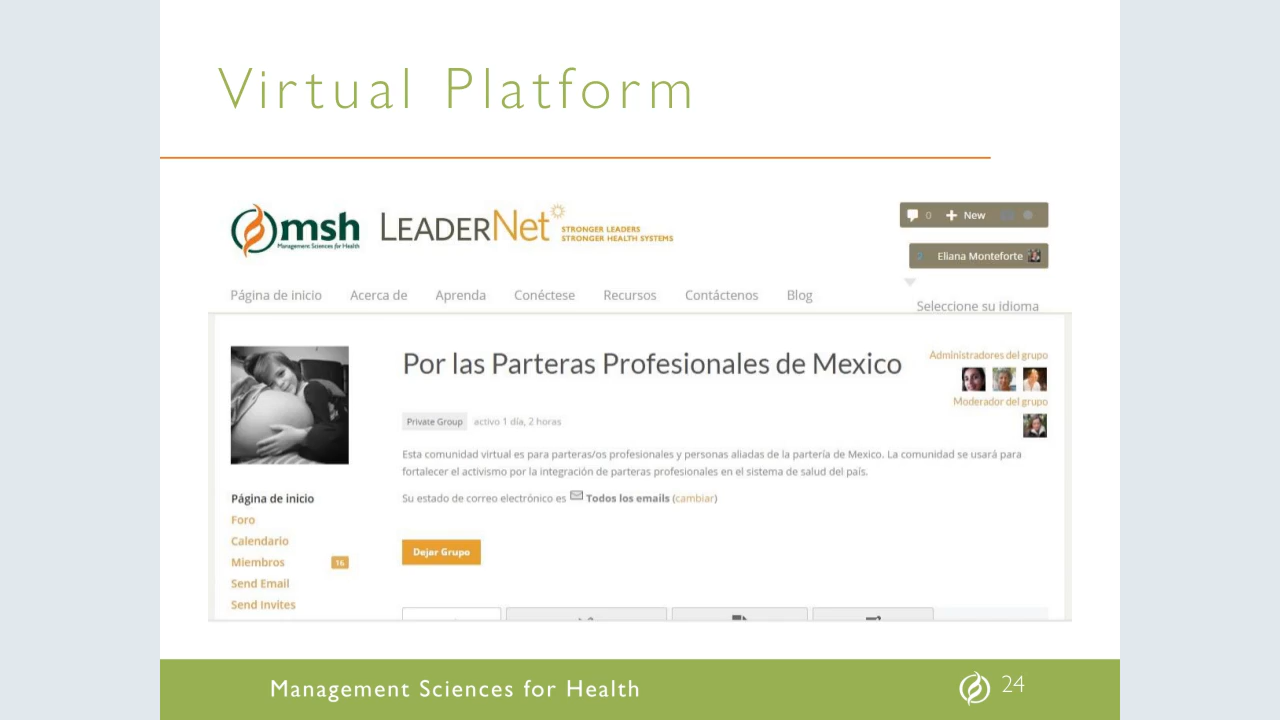 Virtual Platform
msh
Management Sciences for Health
LEADERNet
STRONGER LEADERS
STRONGER HEALTH SYSTEMS
0 New
Eliana Monteforte
Página de inicio Acerca de Aprenda Conéctese Recursos Contáctenos Blog
Seleccione su idioma
Por las Parteras Profesionales de Mexico
Administradores del grupo
Moderador del grupo
Private Group activo 1 día, 2 horas
Esta comunidad virtual es para parteras/os profesionales y personas aliadas de la partería de Mexico. La comunidad se usará para
fortalecer el activismo por la integración de parteras profesionales en el sistema de salud del país.
Su estado de correo electrónico es Todos los emails (cambiar)
Dejar Grupo
Página de inicio
Foro
Calendario
Miembros 16
Send Email
Send Invites
Management Sciences for Health
24